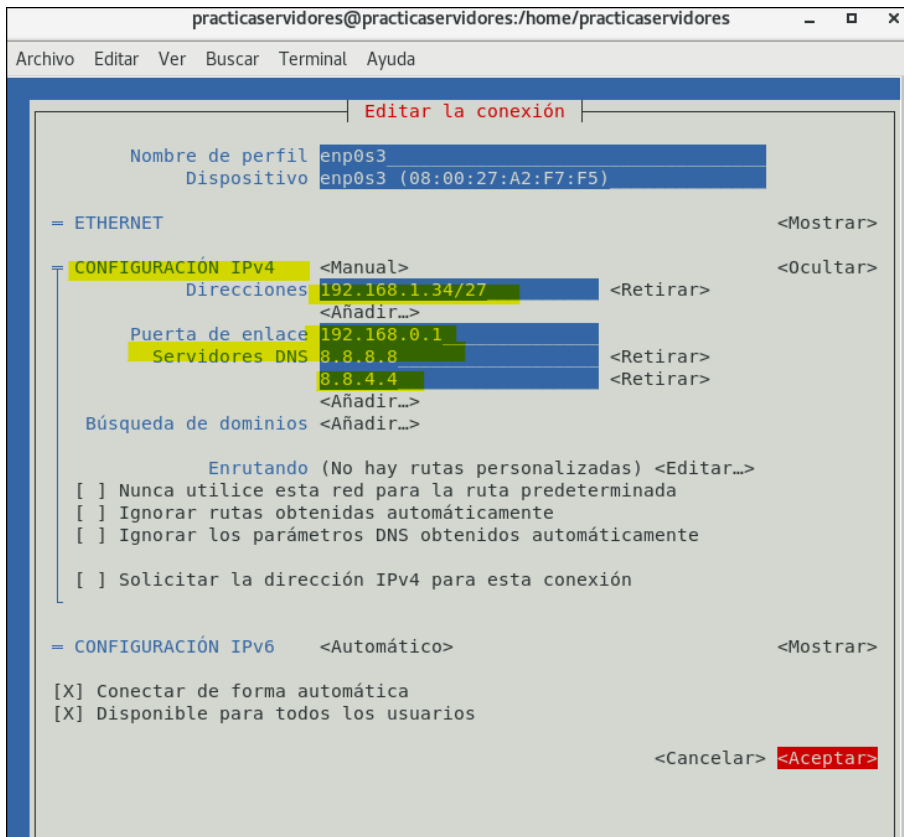 practicaservidores@practicaservidores:/home/practicaservidores
Archivo Editar Ver Buscar Terminal Ayuda
Editar la conexión
Nombre de perfil enp0s3
Dispositivo enp0s3 (08:00:27:A2:F7:F5)
= ETHERNET <Mostrar>
CONFIGURACIÓN IPv4 <Manual> <Ocultar>
Direcciones 192.168.1.34/27 <Retirar>
<Añadir…>
Puerta de enlace 192.168.0.1
Servidores DNS 8.8.8.8 <Retirar>
8.8.4.4 <Retirar>
<Añadir…>
Búsqueda de dominios <Añadir…>
Enrutando (No hay rutas personalizadas) <Editar…>
[ ] Nunca utilice esta red para la ruta predeterminada
[ ] Ignorar rutas obtenidas automáticamente
[ ] Ignorar los parámetros DNS obtenidos automáticamente
[ ] Solicitar la dirección IPv4 para esta conexión
= CONFIGURACIÓN IPv6 <Automático> <Mostrar>
[X] Conectar de forma automática
[X] Disponible para todos los usuarios
<Cancelar> <Aceptar>